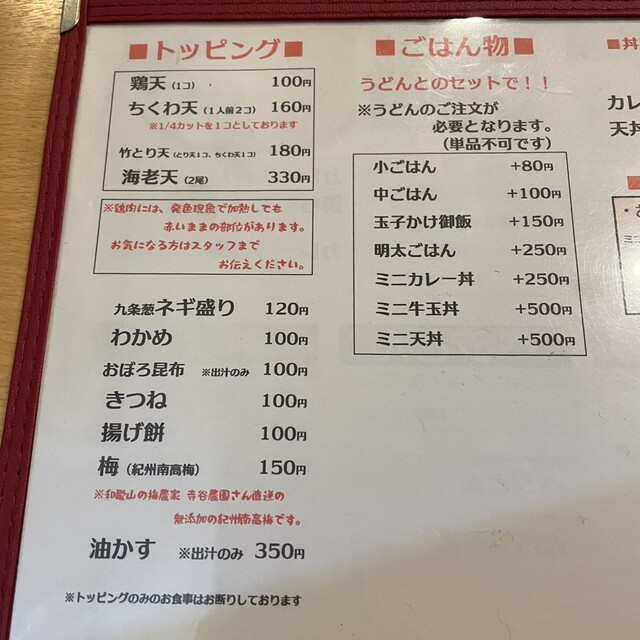 ■トッピング■
鶏天(1コ) 100円
ちくわ天(1人前2コ) 160円
※1/4カットを1コとしております
竹とり天(とり天1コ、ちくわ天1コ) 180円
海老天(2尾) 330円
※鶏肉には、発色現象で加熱しても
赤いままの部位があります。
お気になる方はスタッフまで
お伝えください。
九条葱ネギ盛り 120円
わかめ 100円
おぼろ昆布 ※出汁のみ 100円
きつね 100円
揚げ餅 100円
梅(紀州南高梅) 150円
※和歌山の梅農家 寺谷農園さん直送の
無添加の紀州南高梅です。
油かす ※出汁のみ 350円
※トッピングのみのお食事はお断りしております
■ごはん物■
うどんとのセットで!!
※うどんのご注文が
必要となります。
(単品不可です)
小ごはん +80円
中ごはん +100円
玉子かけ御飯 +150円
明太ごはん +250円
ミニカレー丼 +250円
ミニ牛玉丼 +500円
ミニ天丼 +500円
■丼
カレ
天丼